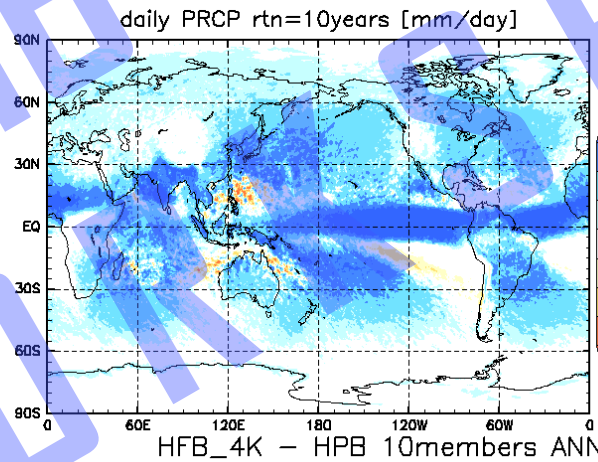 daily PRCP rtn=10years [mm/day]
90N
60N
30N
EQ
30S
60S
90S
0 60E 120E 180 120W 60W 0
HFB_4K − HPB 10members ANN